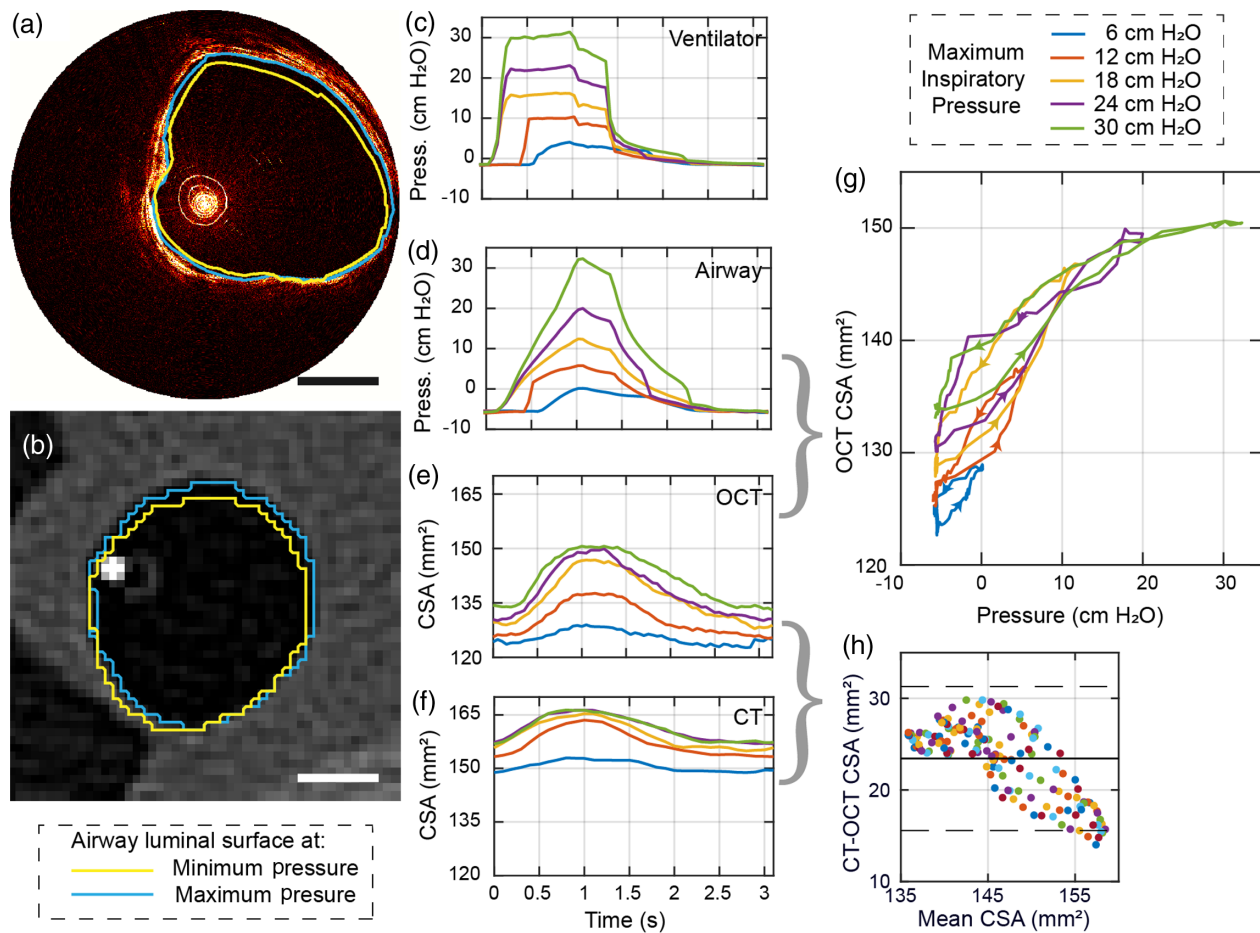 (a)
(b)
Airway luminal surface at:
Minimum pressure
Maximum presure
(c)
Ventilator
Press. (cm H₂O)
30
20
10
0
-10
(d)
Airway
Press. (cm H₂O)
30
20
10
0
-10
(e)
OCT
CSA (mm²)
165
150
135
120
(f)
CT
CSA (mm²)
165
150
135
120
0 0.5 1 1.5 2 2.5 3
Time (s)
Maximum
Inspiratory
Pressure
6 cm H₂O
12 cm H₂O
18 cm H₂O
24 cm H₂O
30 cm H₂O
(g)
OCT CSA (mm²)
150
140
130
120
-10 0 10 20 30
Pressure (cm H₂O)
(h)
CT-OCT CSA (mm²)
30
20
10
135 145 155
Mean CSA (mm²)